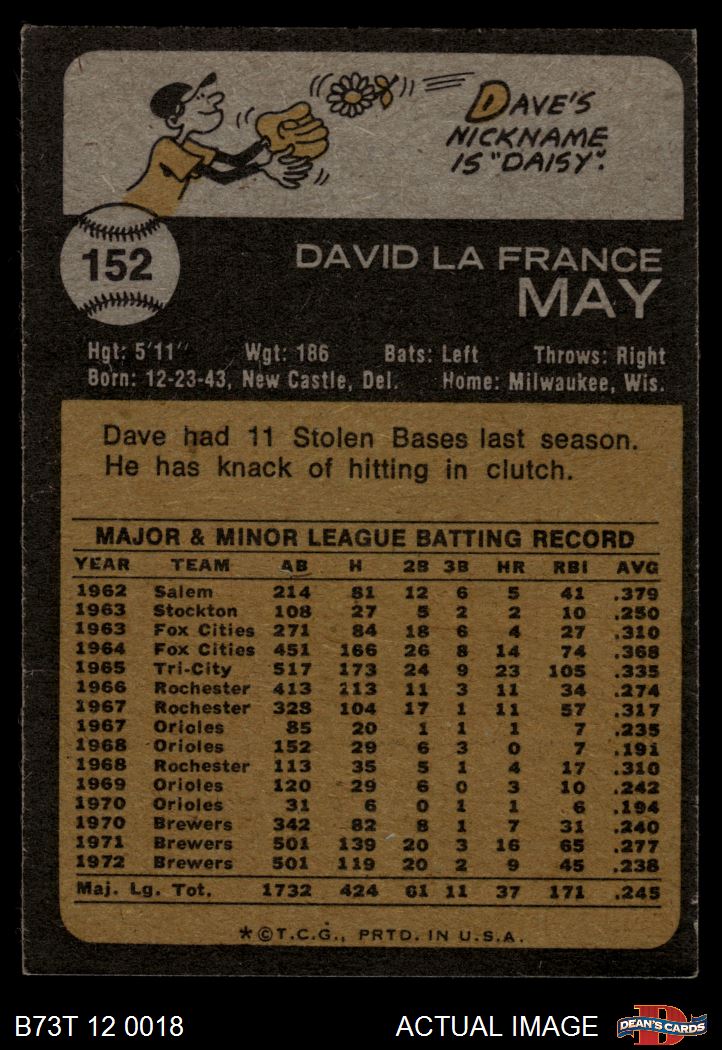 DAVE'S
NICKNAME
IS "DAISY".
152
DAVID LA FRANCE
MAY
Hgt: 5'11" Wgt: 186 Bats: Left Throws: Right
Born: 12-23-43, New Castle, Del. Home: Milwaukee, Wis.
Dave had 11 Stolen Bases last season.
He has knack of hitting in clutch.
MAJOR & MINOR LEAGUE BATTING RECORD
YEAR TEAM AB H 2B 3B HR RBI AVG
1962 Salem 214 81 12 6 5 41 .379
1963 Stockton 108 27 5 2 2 10 .250
1963 Fox Cities 271 84 18 6 4 27 .310
1964 Fox Cities 451 166 26 8 14 74 .368
1965 Tri-City 517 173 24 9 23 105 .335
1966 Rochester 413 113 11 3 11 34 .274
1967 Rochester 328 104 17 1 11 57 .317
1967 Orioles 85 20 1 1 1 7 .235
1968 Orioles 152 29 6 3 0 7 .191
1968 Rochester 113 35 5 1 4 17 .310
1969 Orioles 120 29 6 0 3 10 .242
1970 Orioles 31 6 0 1 1 6 .194
1970 Brewers 342 82 8 1 7 31 .240
1971 Brewers 501 139 20 3 16 65 .277
1972 Brewers 501 119 20 2 9 45 .238
Maj. Lg. Tot. 1732 424 61 11 37 171 .245
*©T.C.G., PRTD. IN U.S.A.
B73T 12 0018 ACTUAL IMAGE DEAN'S CARDS